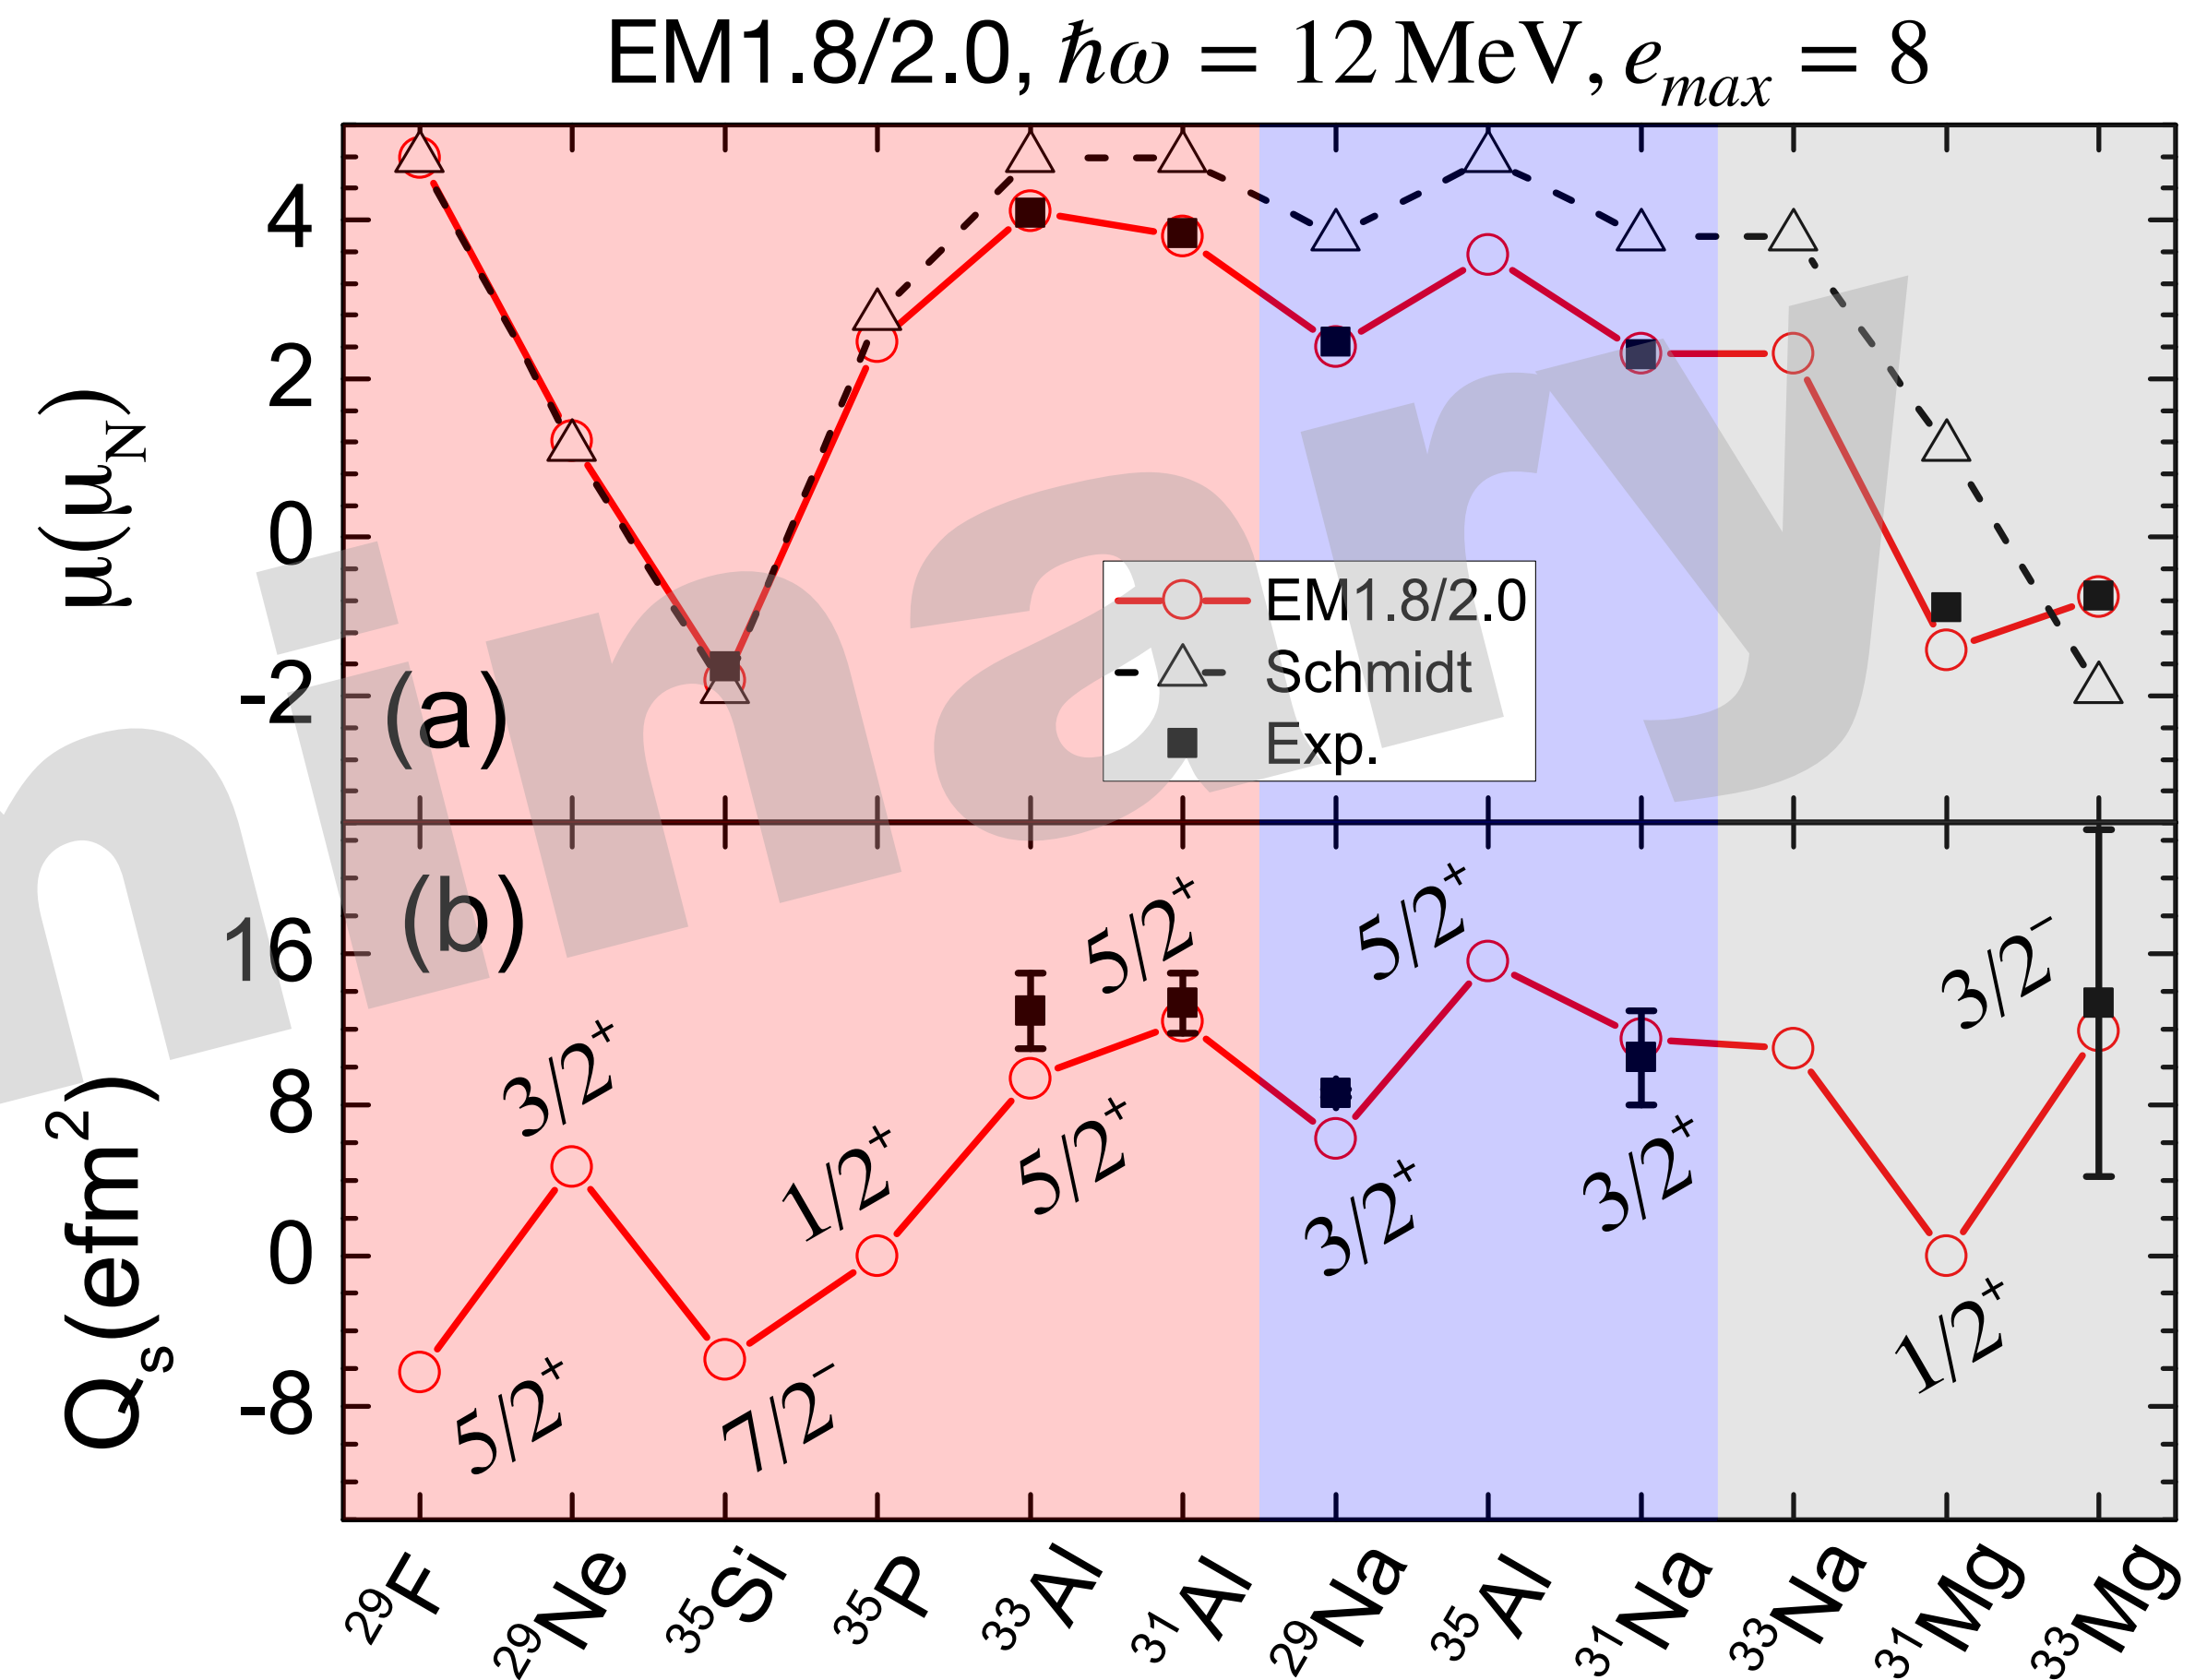 EM1.8/2.0, ℏω = 12 MeV, e_max = 8
μ(μ_N)
4
2
0
-2
(a)
EM1.8/2.0
Schmidt
Exp.
Q_s(efm²)
16
8
0
-8
(b)
5/2⁺
3/2⁺
7/2⁻
1/2⁺
5/2⁺
5/2⁺
3/2⁺
5/2⁺
3/2⁺
1/2⁺
3/2⁻
²⁹F
²⁹Ne
³⁵Si
³⁵P
³³Al
³¹Al
²⁹Na
³⁵Al
³¹Na
³³Na
³¹Mg
³³Mg
inary